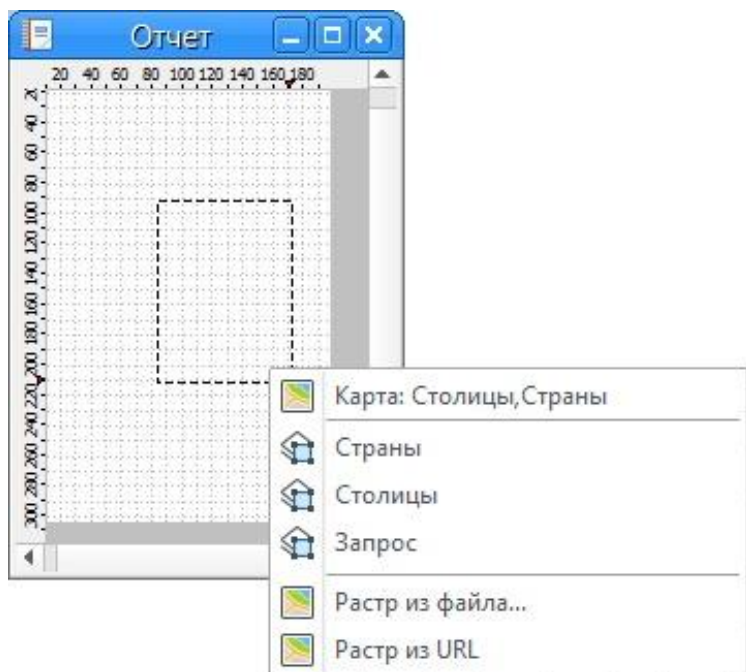 Отчет
20 40 60 80 100 120 140 160 180
20
40
60
80
100
120
140
160
180
200
220
240
260
280
300
Карта: Столицы,Страны
Страны
Столицы
Запрос
Растр из файла...
Растр из URL